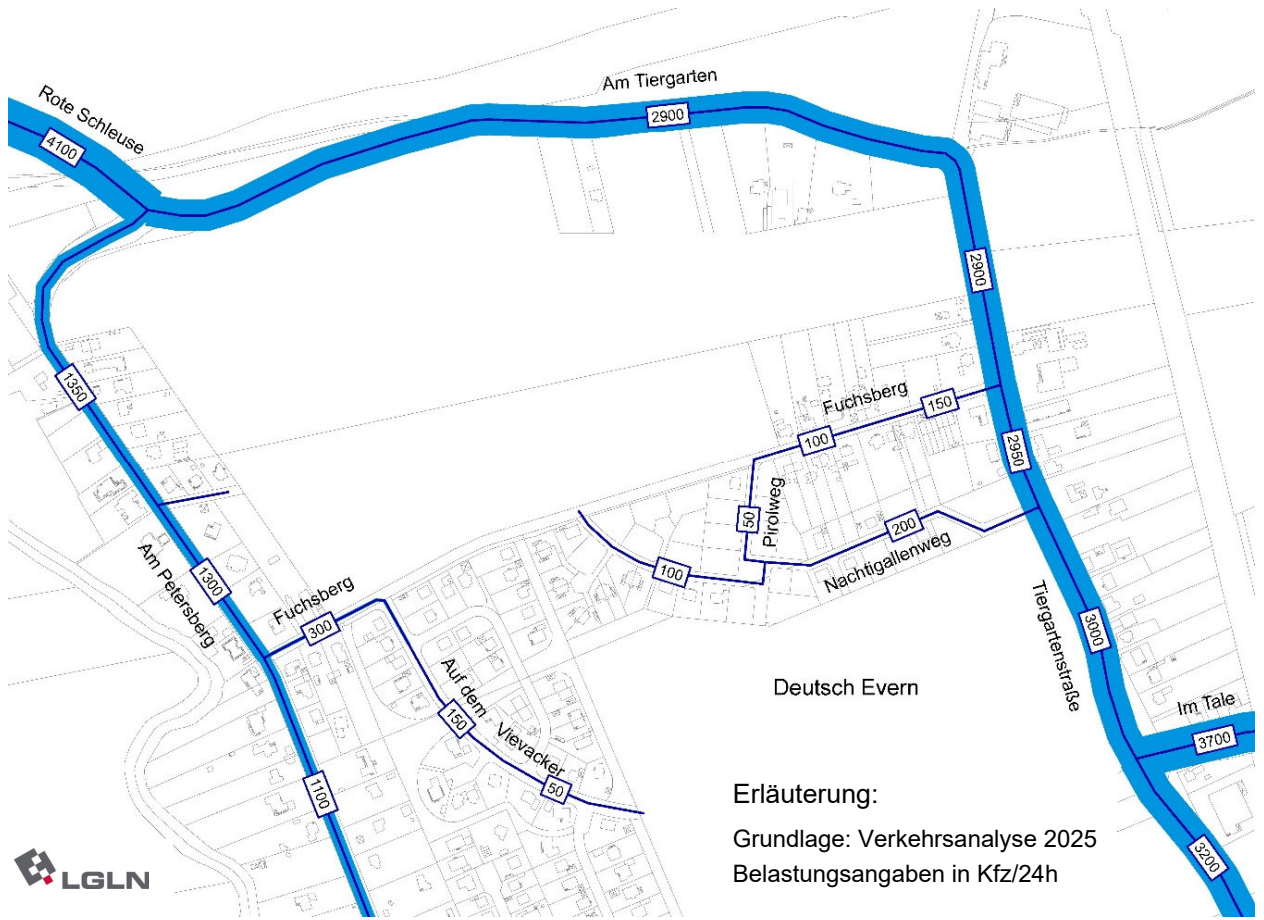 Am Tiergarten
Rote Schleuse
2900
4100
2900
1350
Fuchsberg
150
100
2950
Pirolweg
50
200
Nachtigallenweg
100
Am Petersberg
1300
Fuchsberg
300
Tiergartenstraße
3000
Auf dem
Vievacker
150
50
Deutsch Evern
Im Tale
3700
1100
3200
Erläuterung:
Grundlage: Verkehrsanalyse 2025
Belastungsangaben in Kfz/24h
LGLN